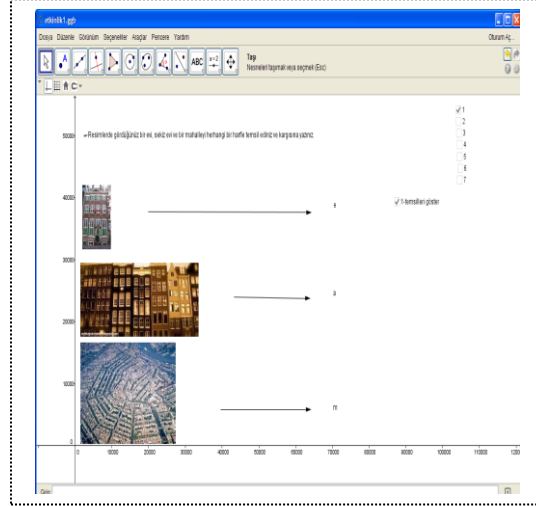 etkinlik1.ggb
Dosya Düzenle Görünüm Seçenekler Araçlar Pencere Yardım
Oturum Aç...
ABC
a=2
Taşı
Nesneleri taşımak veya seçmek (Esc)
1
2
3
4
5
6
7
Resimlerde gördüğünüz bir evi, sekiz evi ve bir mahalleyi herhangi bir harfle temsil ediniz ve karşısına yazınız
1-temsilleri göster
50000
40000
30000
20000
10000
0
e
a
m
0 10000 20000 30000 40000 50000 60000 70000 80000 90000 100000 110000